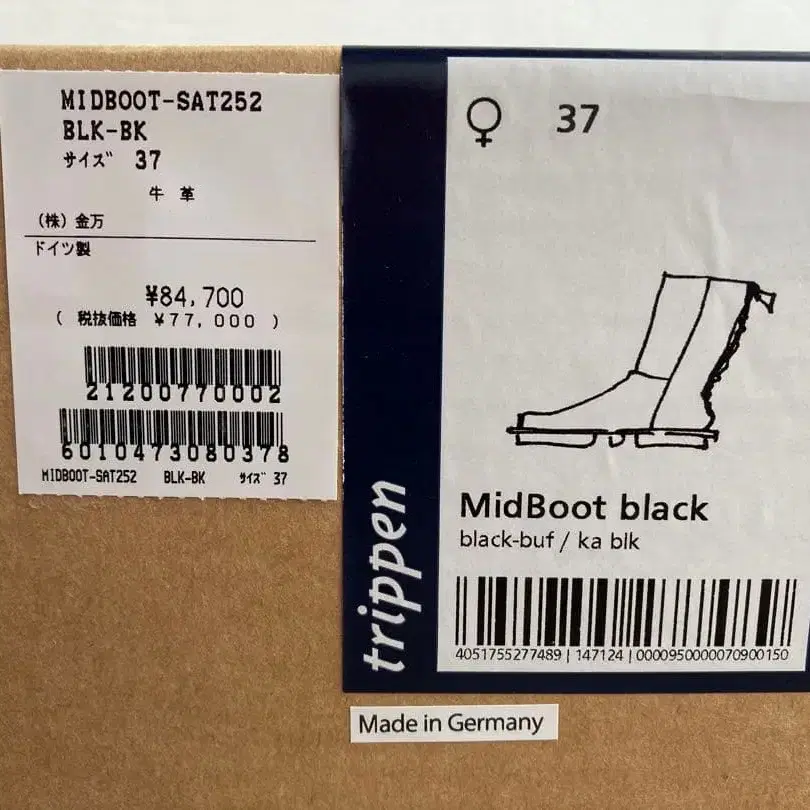 MIDBOOT-SAT252
BLK-BK
サイズ 37
牛 革
(株)金万
ドイツ製
¥84,700
( 税抜価格 ¥77,000 )
21200770002
6010473080378
MIDBOOT-SAT252 BLK-BK サイズ 37
♀ 37
trippen
MidBoot black
black-buf / ka blk
4051755277489 | 147124 | 0000950000070900150
Made in Germany